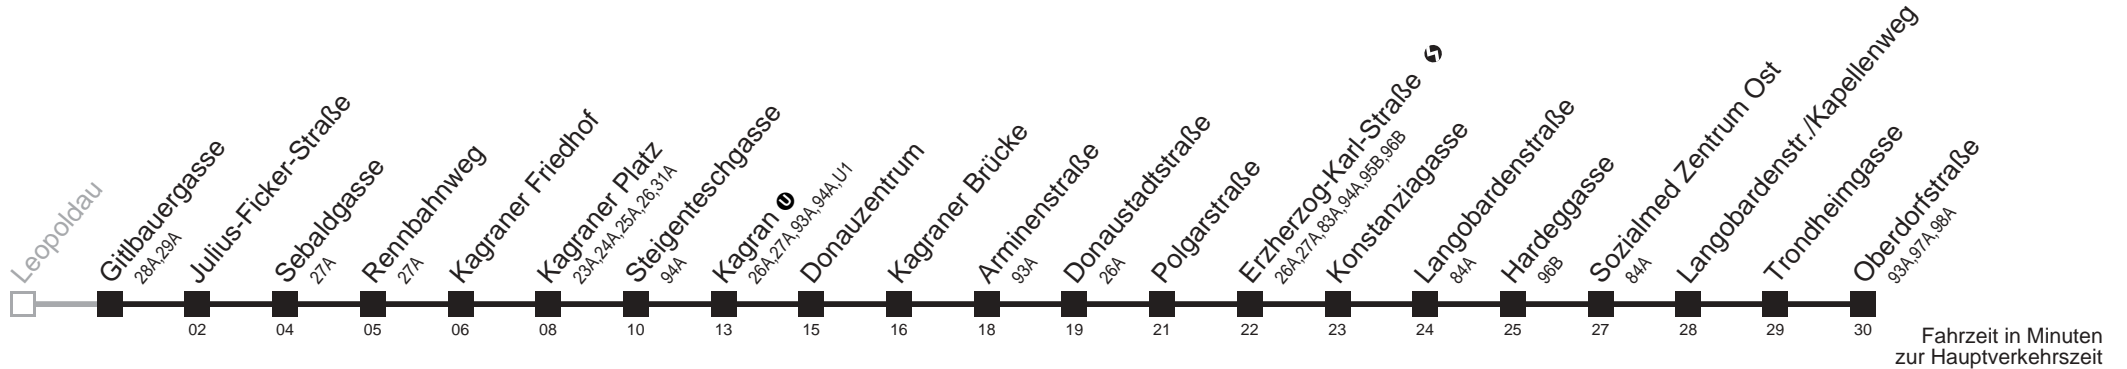 Leopoldau
Gitlbauergasse
28A,29A
Julius-Ficker-Straße
02
Sebaldgasse
27A
04
Rennbahnweg
27A
05
Kagraner Friedhof
06
Kagraner Platz
23A,24A,25A,26,31A
08
Steigenteschgasse
94A
10
Kagran U
26A,27A,93A,94A,U1
13
Donauzentrum
15
Kagraner Brücke
16
Arminenstraße
93A
18
Donaustadtstraße
26A
19
Polgarstraße
21
Erzherzog-Karl-Straße
26A,27A,83A,94A,95B,96B
22
Konstanziagasse
23
Langobardenstraße
84A
24
Hardeggasse
96B
25
Sozialmed Zentrum Ost
84A
27
Langobardenstr./Kapellenweg
28
Trondheimgasse
29
Oberdorfstraße
93A,97A,98A
30
Fahrzeit in Minuten
zur Hauptverkehrszeit